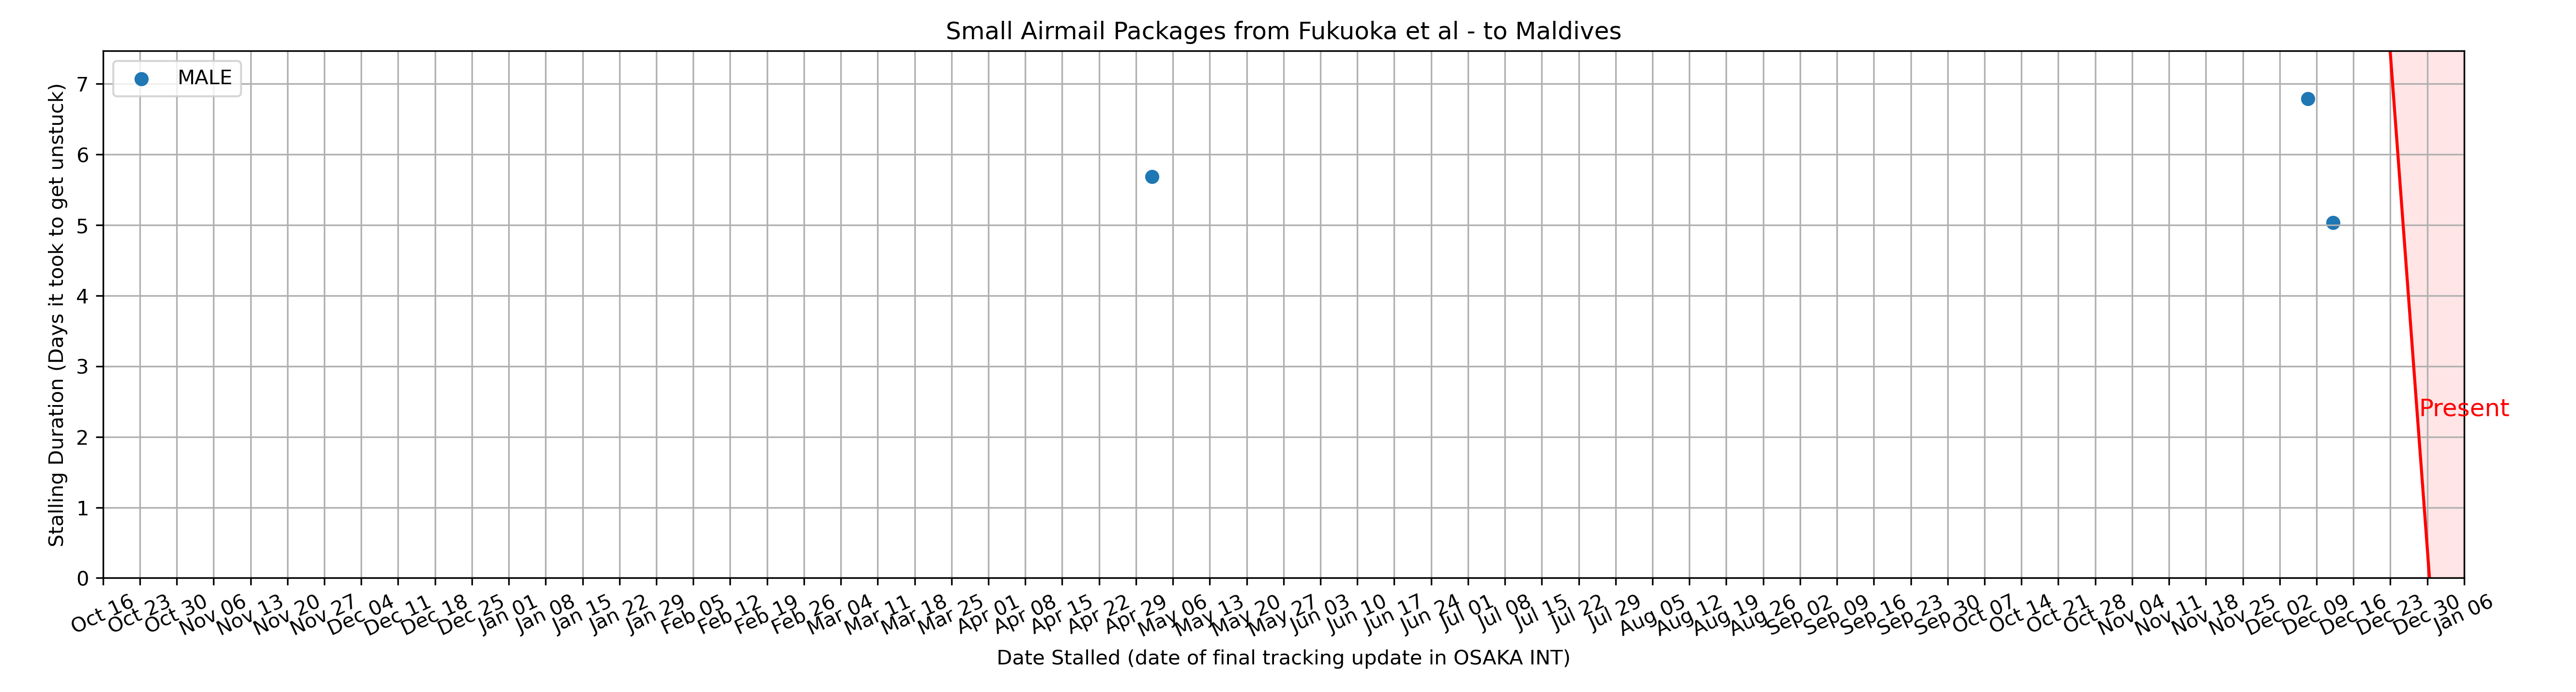 Small Airmail Packages from Fukuoka et al - to Maldives
MALE
Stalling Duration (Days it took to get unstuck)
7
6
5
4
3
2
1
0
Present
Oct 16
Oct 23
Oct 30
Nov 06
Nov 13
Nov 20
Nov 27
Dec 04
Dec 11
Dec 18
Dec 25
Jan 01
Jan 08
Jan 15
Jan 22
Jan 29
Feb 05
Feb 12
Feb 19
Feb 26
Mar 04
Mar 11
Mar 18
Mar 25
Apr 01
Apr 08
Apr 15
Apr 22
Apr 29
May 06
May 13
May 20
May 27
Jun 03
Jun 10
Jun 17
Jun 24
Jul 01
Jul 08
Jul 15
Jul 22
Jul 29
Aug 05
Aug 12
Aug 19
Aug 26
Sep 02
Sep 09
Sep 16
Sep 23
Sep 30
Oct 07
Oct 14
Oct 21
Oct 28
Nov 04
Nov 11
Nov 18
Nov 25
Dec 02
Dec 09
Dec 16
Dec 23
Dec 30
Jan 06
Date Stalled (date of final tracking update in OSAKA INT)